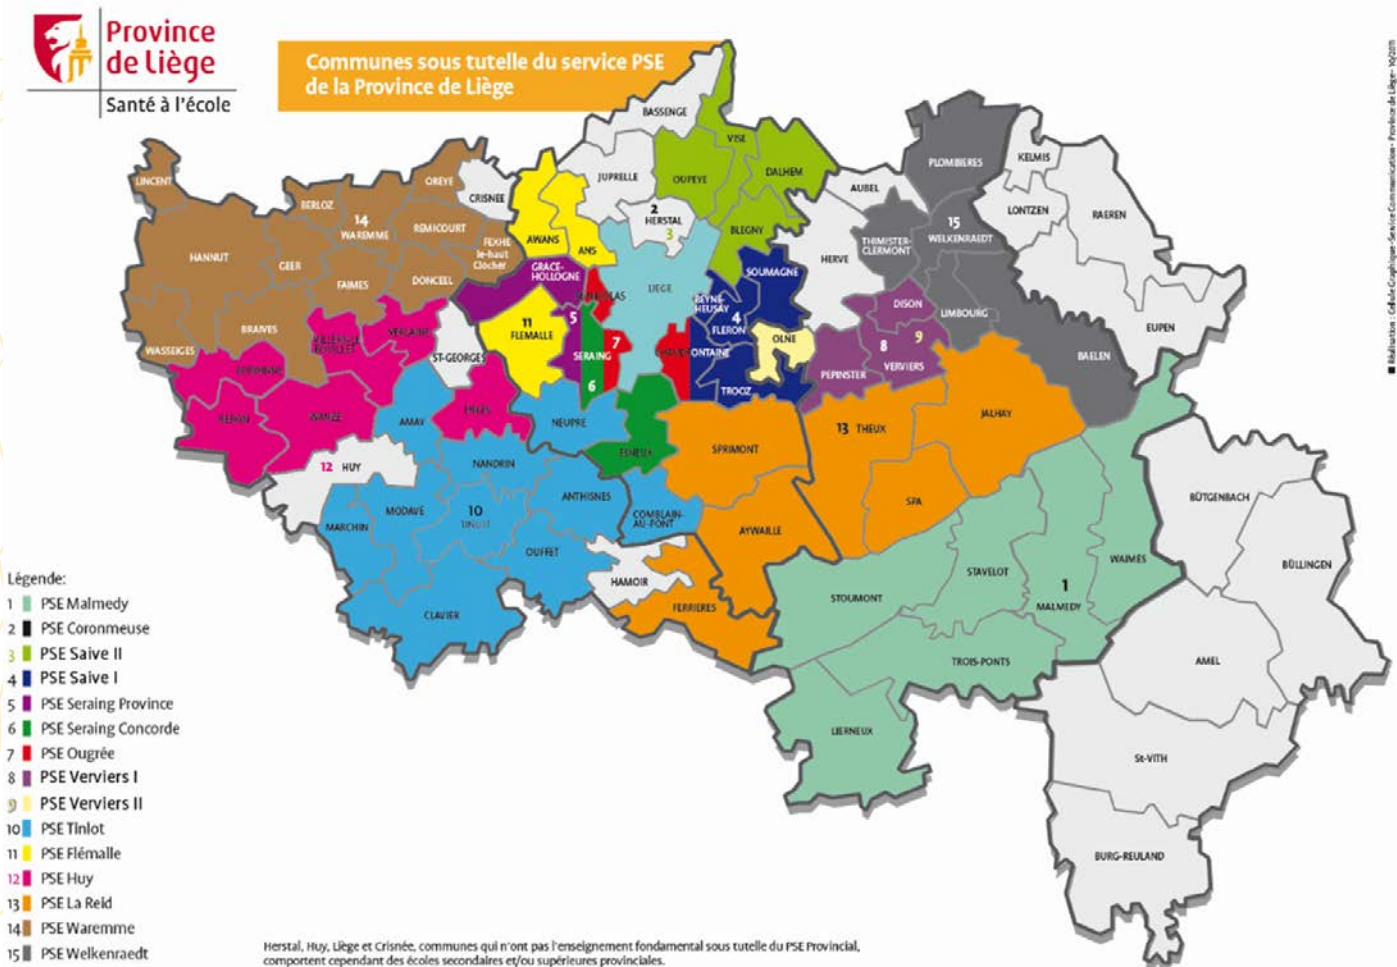 Province
de Liège
Santé à l'école
Communes sous tutelle du service PSE
de la Province de Liège
BASSENGE
VISE
DALHEM
OUPEYE
JUPRELLE
2
HERSTAL
3
BLEGNY
AUBEL
PLOMBIERES
KELMIS
LONTZEN
RAEREN
15
WELKENRAEDT
THIMISTER-
CLERMONT
HERVE
EUPEN
LINCENT
OREYE
CRISNEE
BERLOZ
14
WAREMME
REMICOURT
FEXHE
le-haut
Clocher
AWANS
ANS
HANNUT
GEER
FAIMES
DONCEEL
GRACE-
HOLLOGNE
LIEGE
SOUMAGNE
BEYNE-
HEUSAY
4
FLERON
OLNE
DISON
LIMBOURG
BAELEN
8
9
VERVIERS
PEPINSTER
BRAIVES
WASSEIGES
VERLAINE
ST-GEORGES
11
FLEMALLE
5
SERAING
6
7
TROOZ
WANZE
AMAY
NEUPRE
ESNEUX
SPRIMONT
13 THEUX
JALHAY
12 HUY
NANDRIN
ANTHISNES
MODAVE
10
TINLOT
MARCHIN
COMBLAIN-
AU-PONT
AYWAILLE
SPA
OUFFET
HAMOIR
FERRIERES
CLAVIER
STOUMONT
STAVELOT
1
MALMEDY
WAIMES
BÜTGENBACH
BÜLLINGEN
TROIS-PONTS
AMEL
LIERNEUX
St-VITH
BURG-REULAND
Légende:
1 PSE Malmedy
2 PSE Coronmeuse
3 PSE Saive II
4 PSE Saive I
5 PSE Seraing Province
6 PSE Seraing Concorde
7 PSE Ougrée
8 PSE Verviers I
9 PSE Verviers II
10 PSE Tinlot
11 PSE Flémalle
12 PSE Huy
13 PSE La Reid
14 PSE Waremme
15 PSE Welkenraedt
Herstal, Huy, Liège et Crisnée, communes qui n'ont pas l'enseignement fondamental sous tutelle du PSE Provincial,
comportent cependant des écoles secondaires et/ou supérieures provinciales.